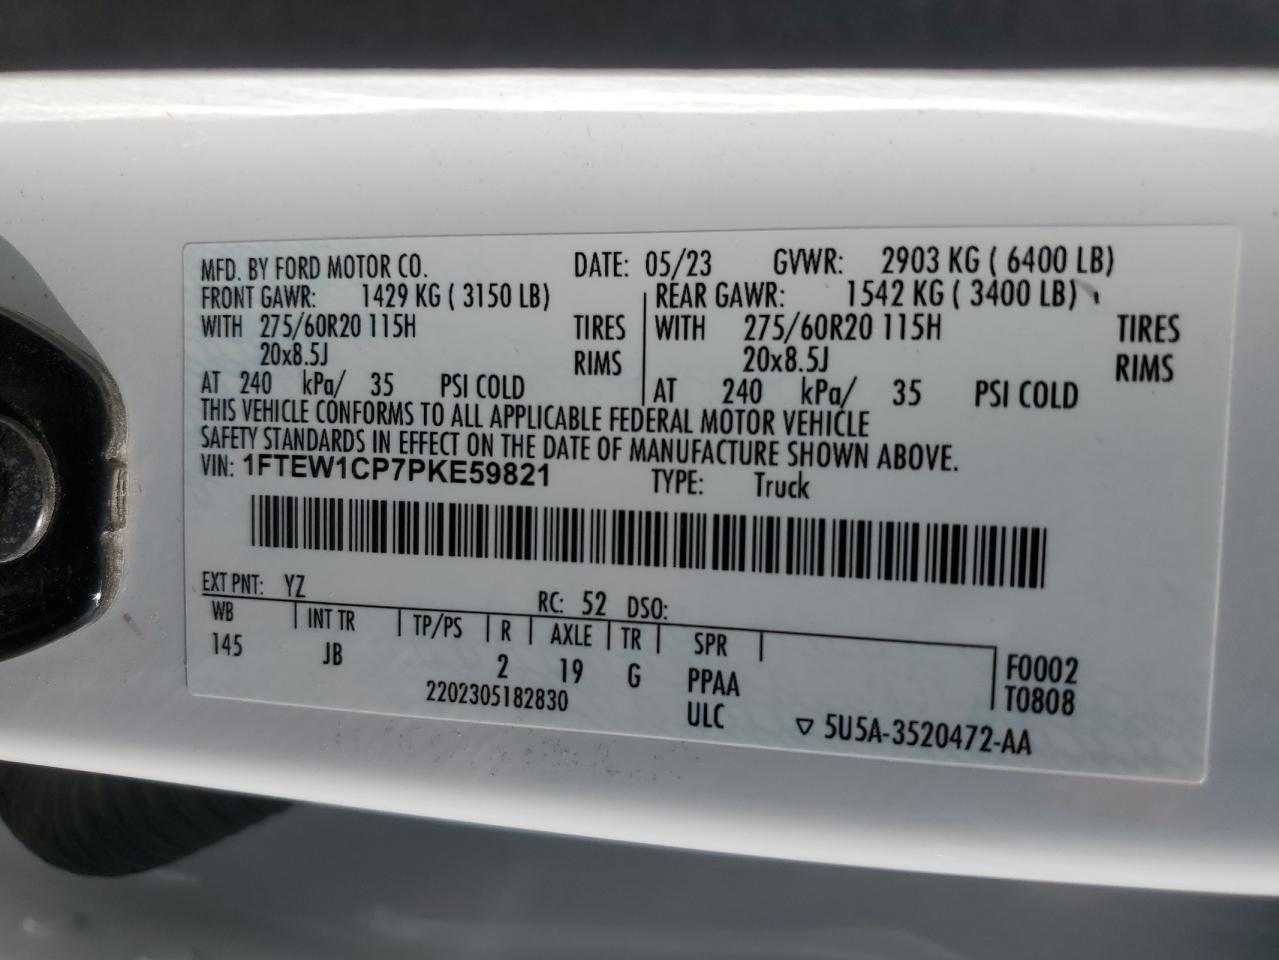 MFD. BY FORD MOTOR CO. DATE: 05/23 GVWR: 2903 KG ( 6400 LB)
FRONT GAWR: 1429 KG ( 3150 LB) REAR GAWR: 1542 KG ( 3400 LB)
WITH 275/60R20 115H TIRES WITH 275/60R20 115H TIRES
20x8.5J RIMS 20x8.5J RIMS
AT 240 kPa/ 35 PSI COLD AT 240 kPa/ 35 PSI COLD
THIS VEHICLE CONFORMS TO ALL APPLICABLE FEDERAL MOTOR VEHICLE
SAFETY STANDARDS IN EFFECT ON THE DATE OF MANUFACTURE SHOWN ABOVE.
VIN: 1FTEW1CP7PKE59821 TYPE: Truck
EXT PNT: YZ RC: 52 DSO:
WB INT TR TP/PS R AXLE TR SPR
145 JB 2 19 G PPAA F0002
2202305182830 ULC T0808
▽ 5U5A-3520472-AA